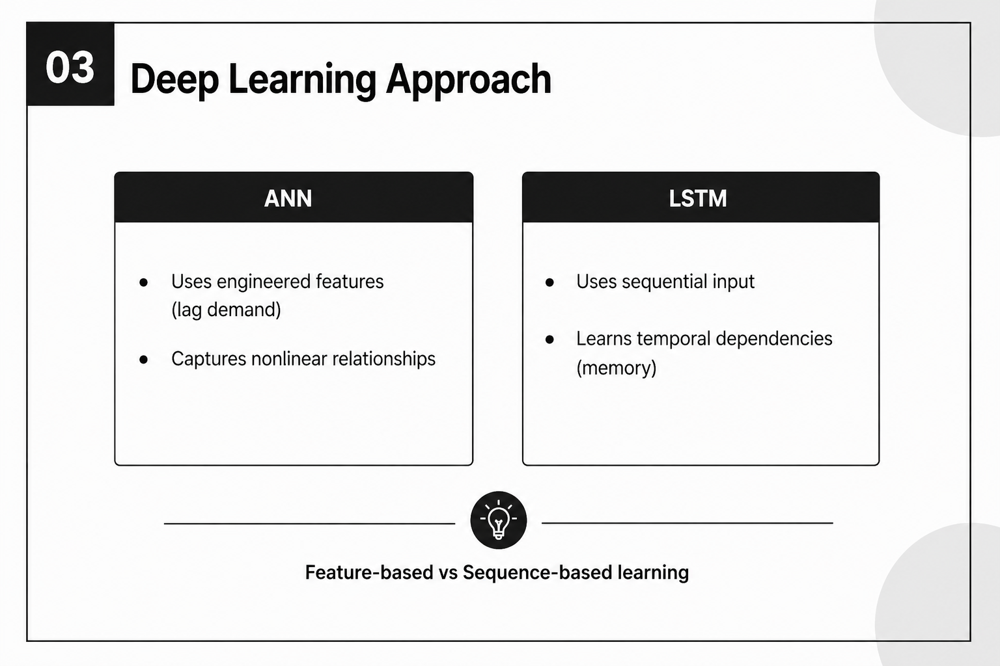 03
Deep Learning Approach
ANN
● Uses engineered features
(lag demand)
● Captures nonlinear relationships
LSTM
● Uses sequential input
● Learns temporal dependencies
(memory)
Feature-based vs Sequence-based learning